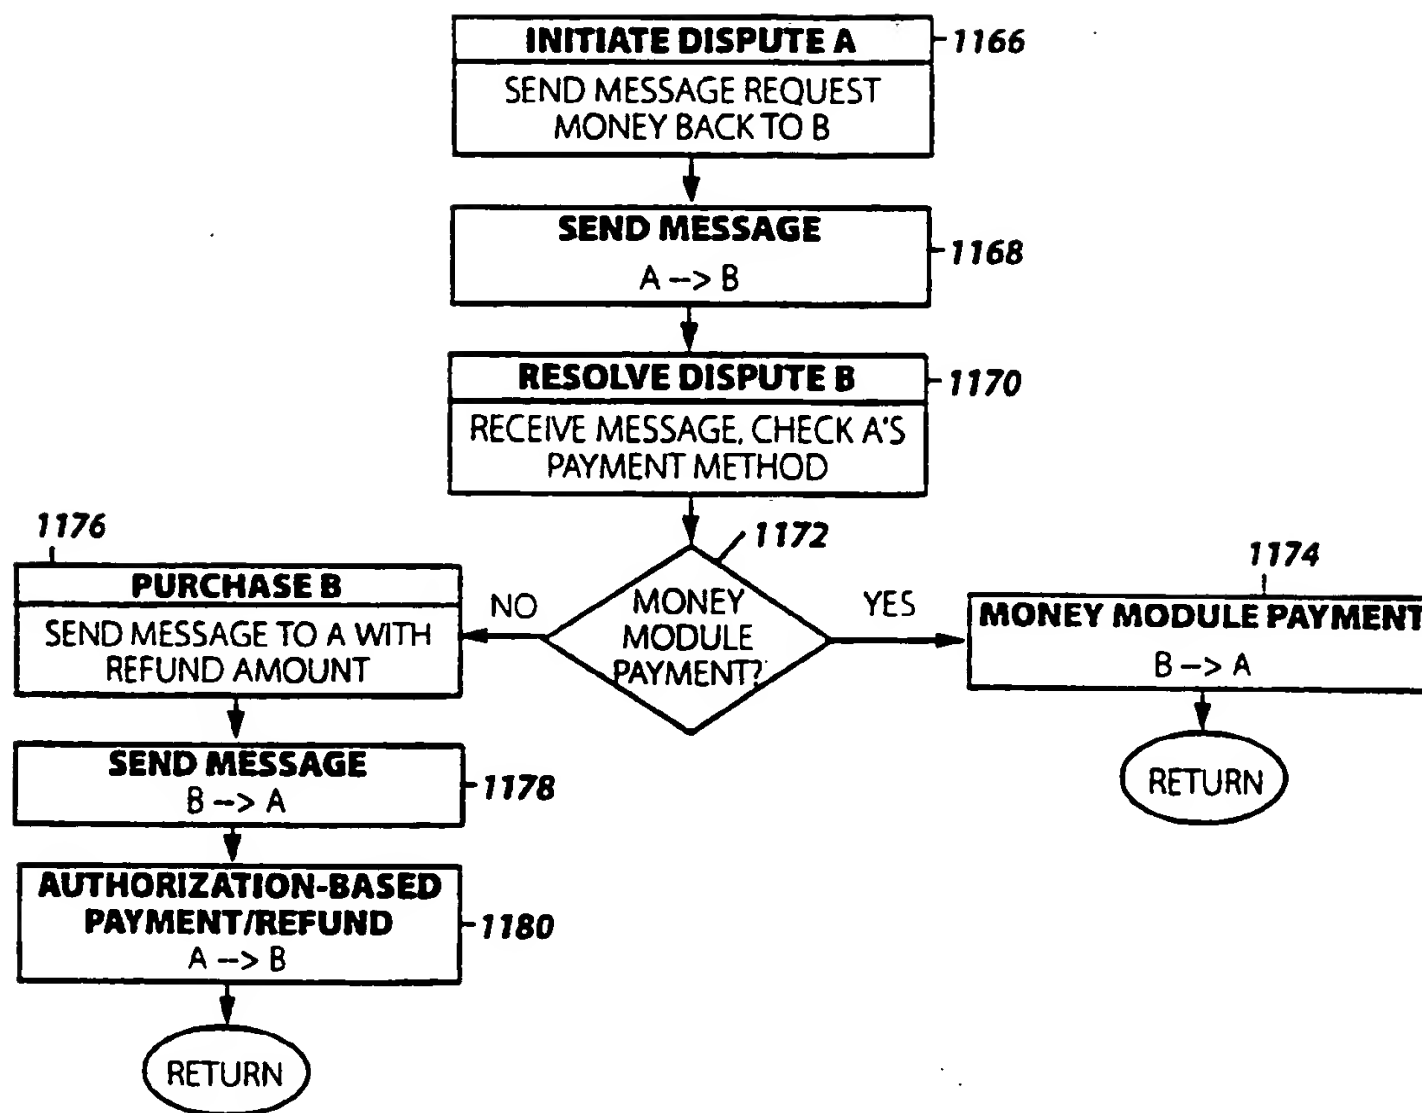 INITIATE DISPUTE A
1166
SEND MESSAGE REQUEST
MONEY BACK TO B
SEND MESSAGE
1168
A --> B
RESOLVE DISPUTE B
1170
RECEIVE MESSAGE, CHECK A'S
PAYMENT METHOD
1172
MONEY
MODULE
PAYMENT?
NO
YES
1176
PURCHASE B
SEND MESSAGE TO A WITH
REFUND AMOUNT
SEND MESSAGE
1178
B --> A
AUTHORIZATION-BASED
PAYMENT/REFUND
1180
A --> B
RETURN
1174
MONEY MODULE PAYMENT
B --> A
RETURN